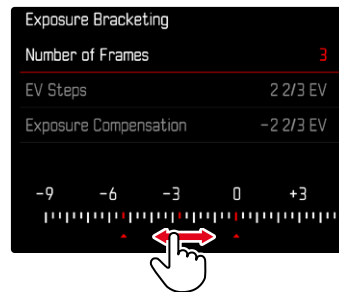 Exposure Bracketing
Number of Frames 3
EV Steps 2 2/3 EV
Exposure Compensation -2 2/3 EV
-9 -6 -3 0 +3